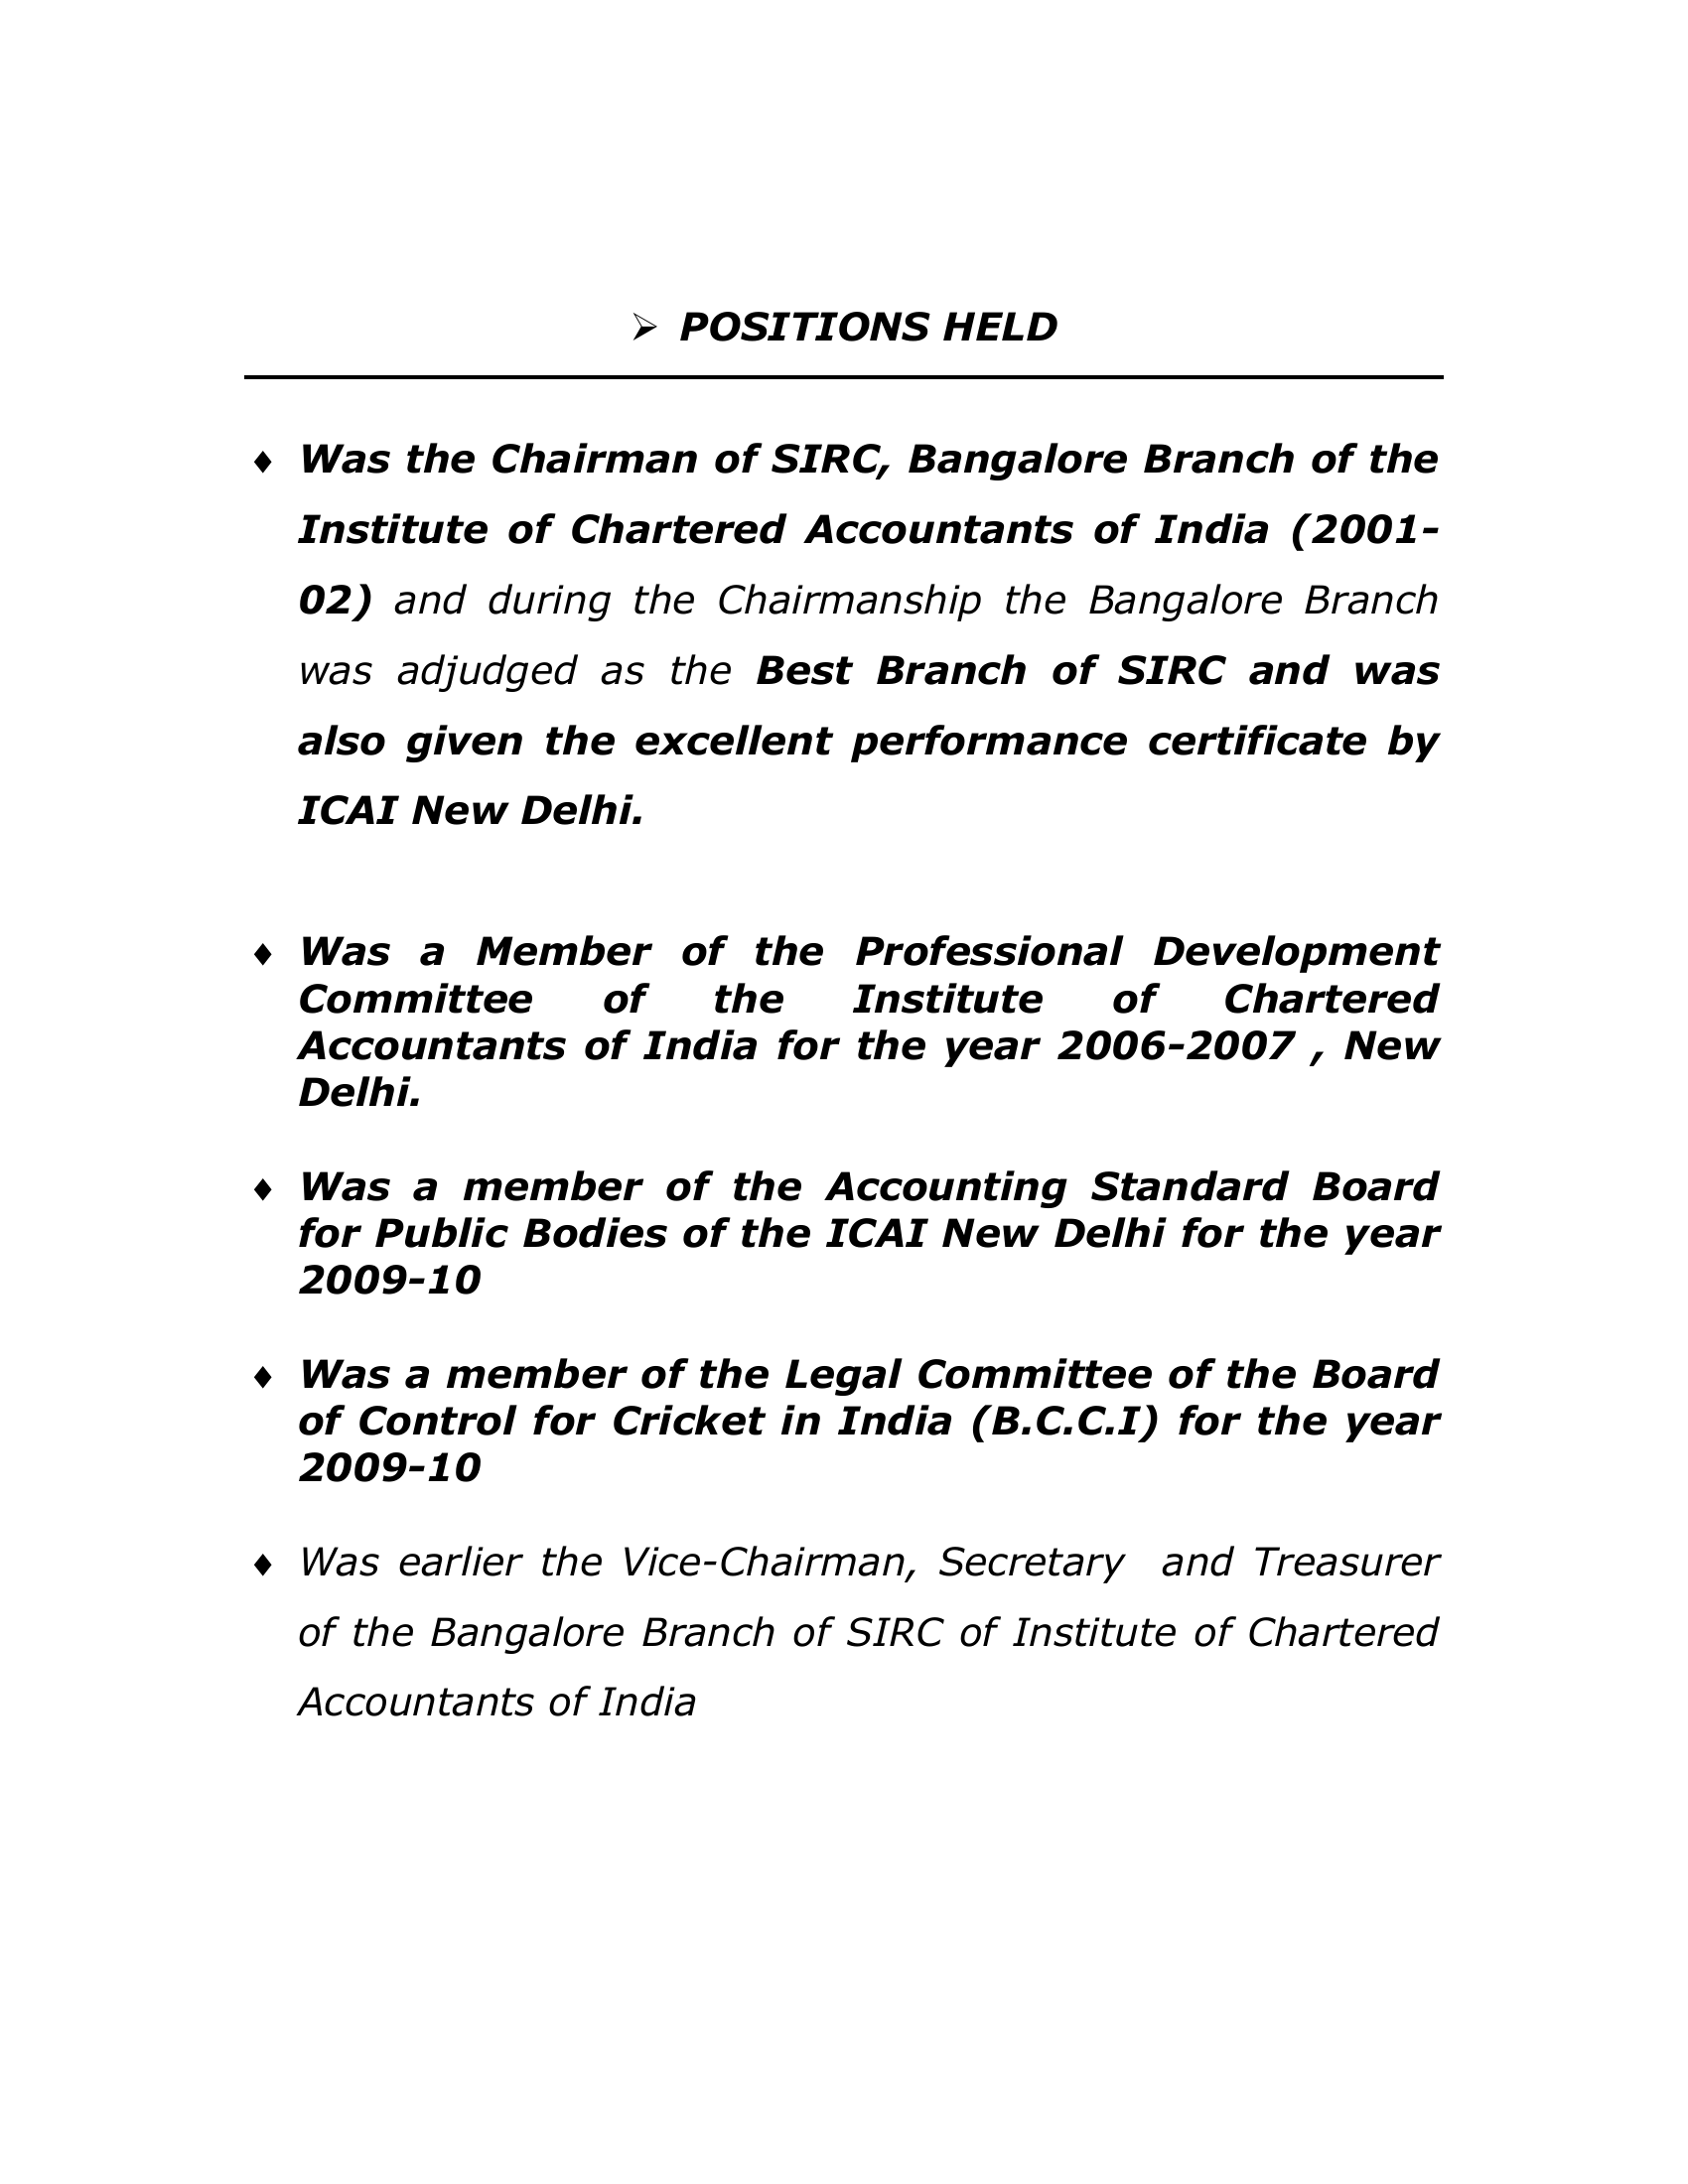 ➢ POSITIONS HELD
♦ Was the Chairman of SIRC, Bangalore Branch of the
Institute of Chartered Accountants of India (2001-
02) and during the Chairmanship the Bangalore Branch
was adjudged as the Best Branch of SIRC and was
also given the excellent performance certificate by
ICAI New Delhi.
♦ Was a Member of the Professional Development
Committee of the Institute of Chartered
Accountants of India for the year 2006-2007 , New
Delhi.
♦ Was a member of the Accounting Standard Board
for Public Bodies of the ICAI New Delhi for the year
2009-10
♦ Was a member of the Legal Committee of the Board
of Control for Cricket in India (B.C.C.I) for the year
2009-10
♦ Was earlier the Vice-Chairman, Secretary  and Treasurer
of the Bangalore Branch of SIRC of Institute of Chartered
Accountants of India